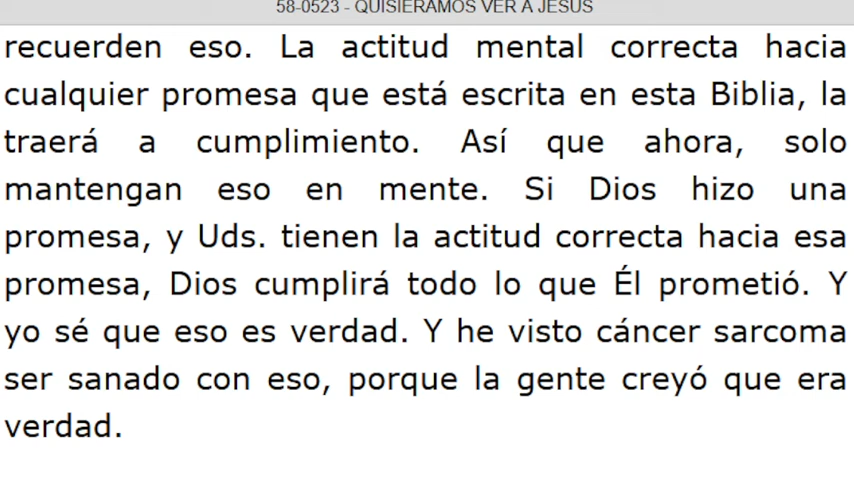 58-0523 - QUISIERAMOS VER A JESUS
recuerden eso. La actitud mental correcta hacia
cualquier promesa que está escrita en esta Biblia, la
traerá a cumplimiento. Así que ahora, solo
mantengan eso en mente. Si Dios hizo una
promesa, y Uds. tienen la actitud correcta hacia esa
promesa, Dios cumplirá todo lo que Él prometió. Y
yo sé que eso es verdad. Y he visto cáncer sarcoma
ser sanado con eso, porque la gente creyó que era
verdad.